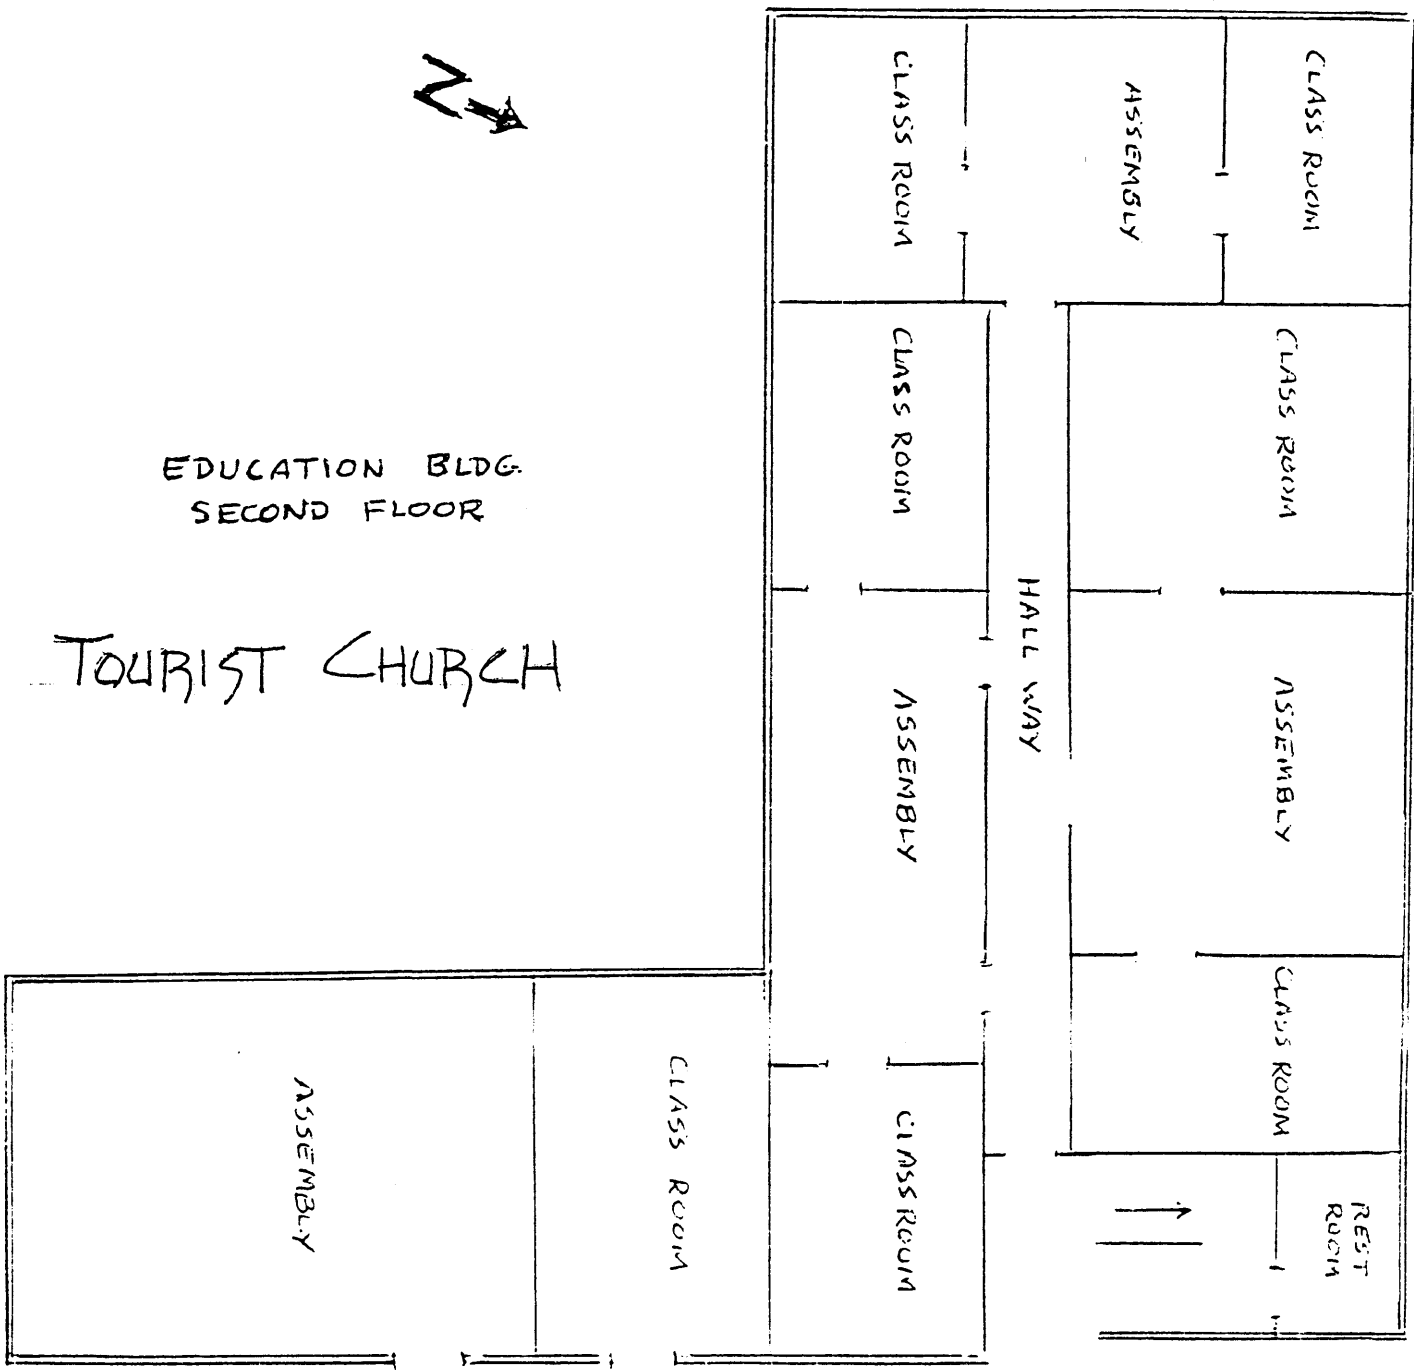 N
CLASS ROOM
ASSEMBLY
CLASS ROOM
CLASS ROOM
CLASS ROOM
EDUCATION BLDG.
SECOND FLOOR
HALL WAY
TOURIST CHURCH
ASSEMBLY
ASSEMBLY
CLASS ROOM
ASSEMBLY
CLASS ROOM
CLASS ROOM
REST
ROOM